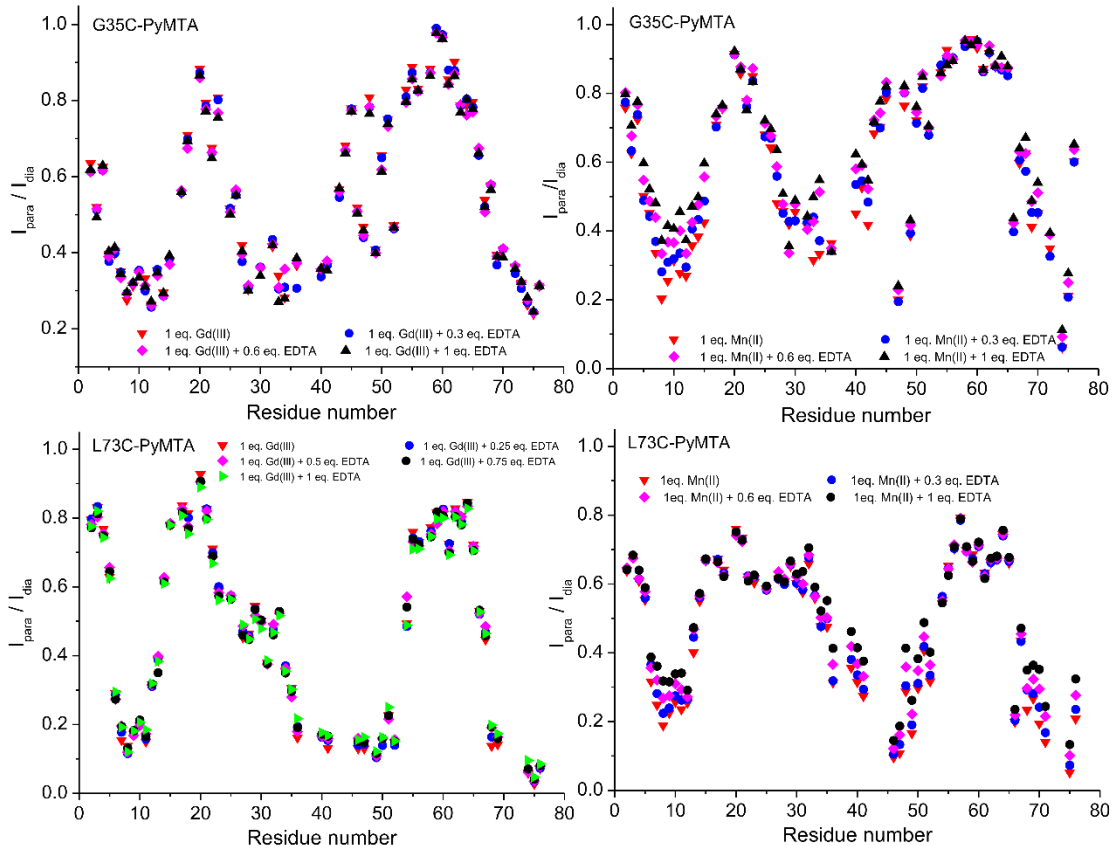 G35C-PyMTA
I_para / I_dia
1.0
0.8
0.6
0.4
0.2
1 eq. Gd(III)
1 eq. Gd(III) + 0.3 eq. EDTA
1 eq. Gd(III) + 0.6 eq. EDTA
1 eq. Gd(III) + 1 eq. EDTA
0 10 20 30 40 50 60 70 80
Residue number
G35C-PyMTA
I_para/I_dia
1.0
0.8
0.6
0.4
0.2
0.0
1 eq. Mn(II)
1 eq. Mn(II) + 0.3 eq. EDTA
1 eq. Mn(II) + 0.6 eq. EDTA
1 eq. Mn(II) + 1 eq. EDTA
0 10 20 30 40 50 60 70 80
Residue number
L73C-PyMTA
I_para / I_dia
1.0
0.8
0.6
0.4
0.2
0.0
1 eq. Gd(III)
1 eq. Gd(III) + 0.25 eq. EDTA
1 eq. Gd(III) + 0.5 eq. EDTA
1 eq. Gd(III) + 0.75 eq. EDTA
1 eq. Gd(III) + 1 eq. EDTA
0 10 20 30 40 50 60 70 80
Residue number
L73C-PyMTA
I_para / I_dia
1.0
0.8
0.6
0.4
0.2
0.0
1eq. Mn(II)
1eq. Mn(II) + 0.3 eq. EDTA
1eq. Mn(II) + 0.6 eq. EDTA
1eq. Mn(II) + 1 eq. EDTA
0 10 20 30 40 50 60 70 80
Residue number